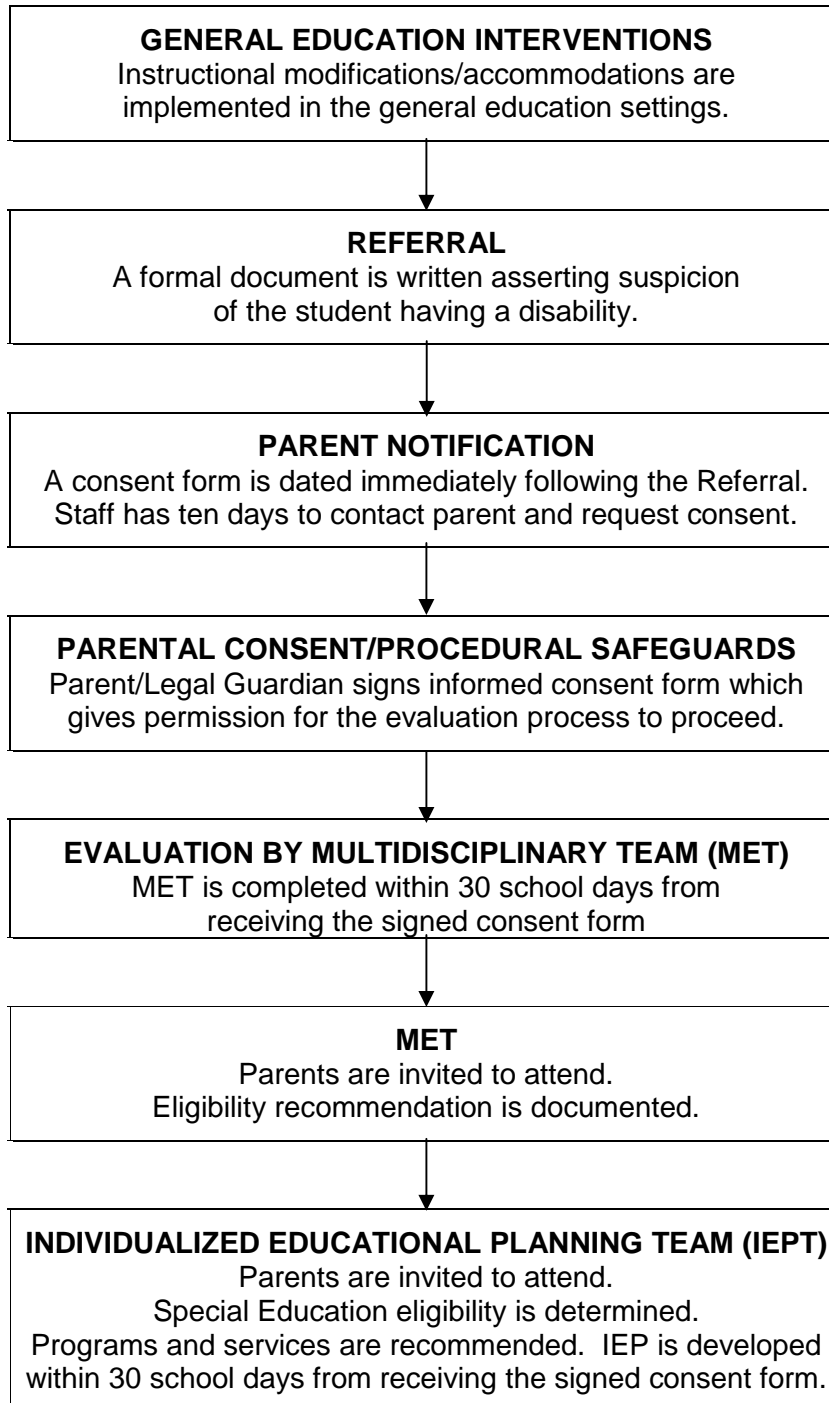 GENERAL EDUCATION INTERVENTIONS
Instructional modifications/accommodations are
implemented in the general education settings.
REFERRAL
A formal document is written asserting suspicion
of the student having a disability.
PARENT NOTIFICATION
A consent form is dated immediately following the Referral.
Staff has ten days to contact parent and request consent.
PARENTAL CONSENT/PROCEDURAL SAFEGUARDS
Parent/Legal Guardian signs informed consent form which
gives permission for the evaluation process to proceed.
EVALUATION BY MULTIDISCIPLINARY TEAM (MET)
MET is completed within 30 school days from
receiving the signed consent form
MET
Parents are invited to attend.
Eligibility recommendation is documented.
INDIVIDUALIZED EDUCATIONAL PLANNING TEAM (IEPT)
Parents are invited to attend.
Special Education eligibility is determined.
Programs and services are recommended.  IEP is developed
within 30 school days from receiving the signed consent form.